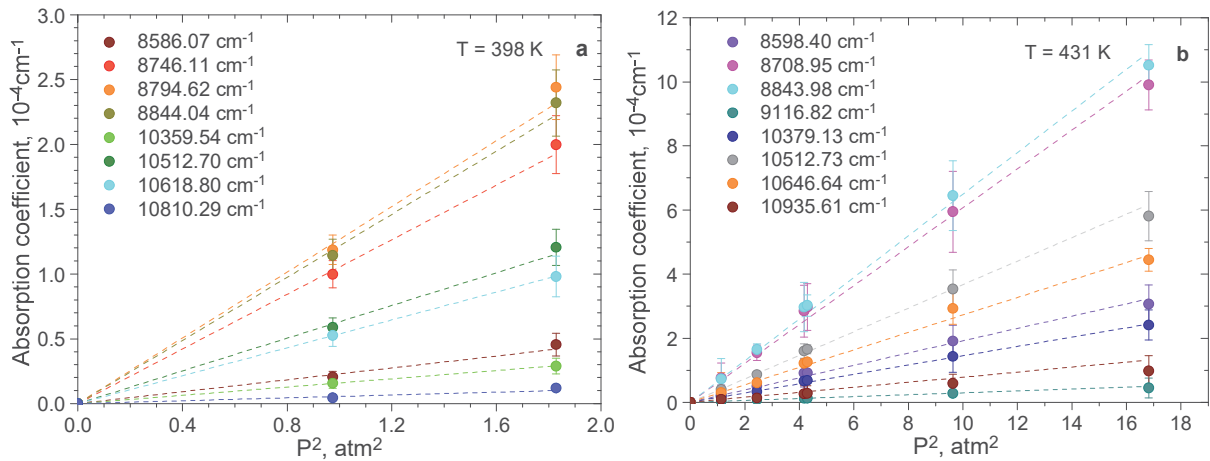 3.0
2.5
2.0
1.5
1.0
0.5
0.0
Absorption coefficient, 10⁻⁴cm⁻¹
8586.07 cm⁻¹
8746.11 cm⁻¹
8794.62 cm⁻¹
8844.04 cm⁻¹
10359.54 cm⁻¹
10512.70 cm⁻¹
10618.80 cm⁻¹
10810.29 cm⁻¹
T = 398 K a
0.0 0.4 0.8 1.2 1.6 2.0
P², atm²
12
10
8
6
4
2
0
Absorption coefficient, 10⁻⁴cm⁻¹
8598.40 cm⁻¹
8708.95 cm⁻¹
8843.98 cm⁻¹
9116.82 cm⁻¹
10379.13 cm⁻¹
10512.73 cm⁻¹
10646.64 cm⁻¹
10935.61 cm⁻¹
T = 431 K b
0 2 4 6 8 10 12 14 16 18
P², atm²